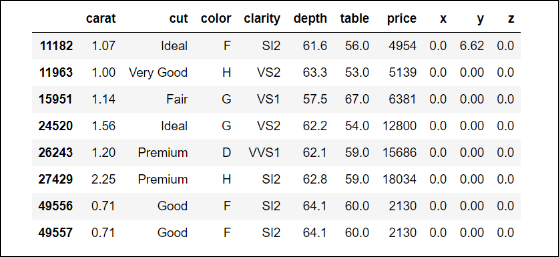 carat cut color clarity depth table price x y z
11182 1.07 Ideal F SI2 61.6 56.0 4954 0.0 6.62 0.0
11963 1.00 Very Good H VS2 63.3 53.0 5139 0.0 0.00 0.0
15951 1.14 Fair G VS1 57.5 67.0 6381 0.0 0.00 0.0
24520 1.56 Ideal G VS2 62.2 54.0 12800 0.0 0.00 0.0
26243 1.20 Premium D VVS1 62.1 59.0 15686 0.0 0.00 0.0
27429 2.25 Premium H SI2 62.8 59.0 18034 0.0 0.00 0.0
49556 0.71 Good F SI2 64.1 60.0 2130 0.0 0.00 0.0
49557 0.71 Good F SI2 64.1 60.0 2130 0.0 0.00 0.0